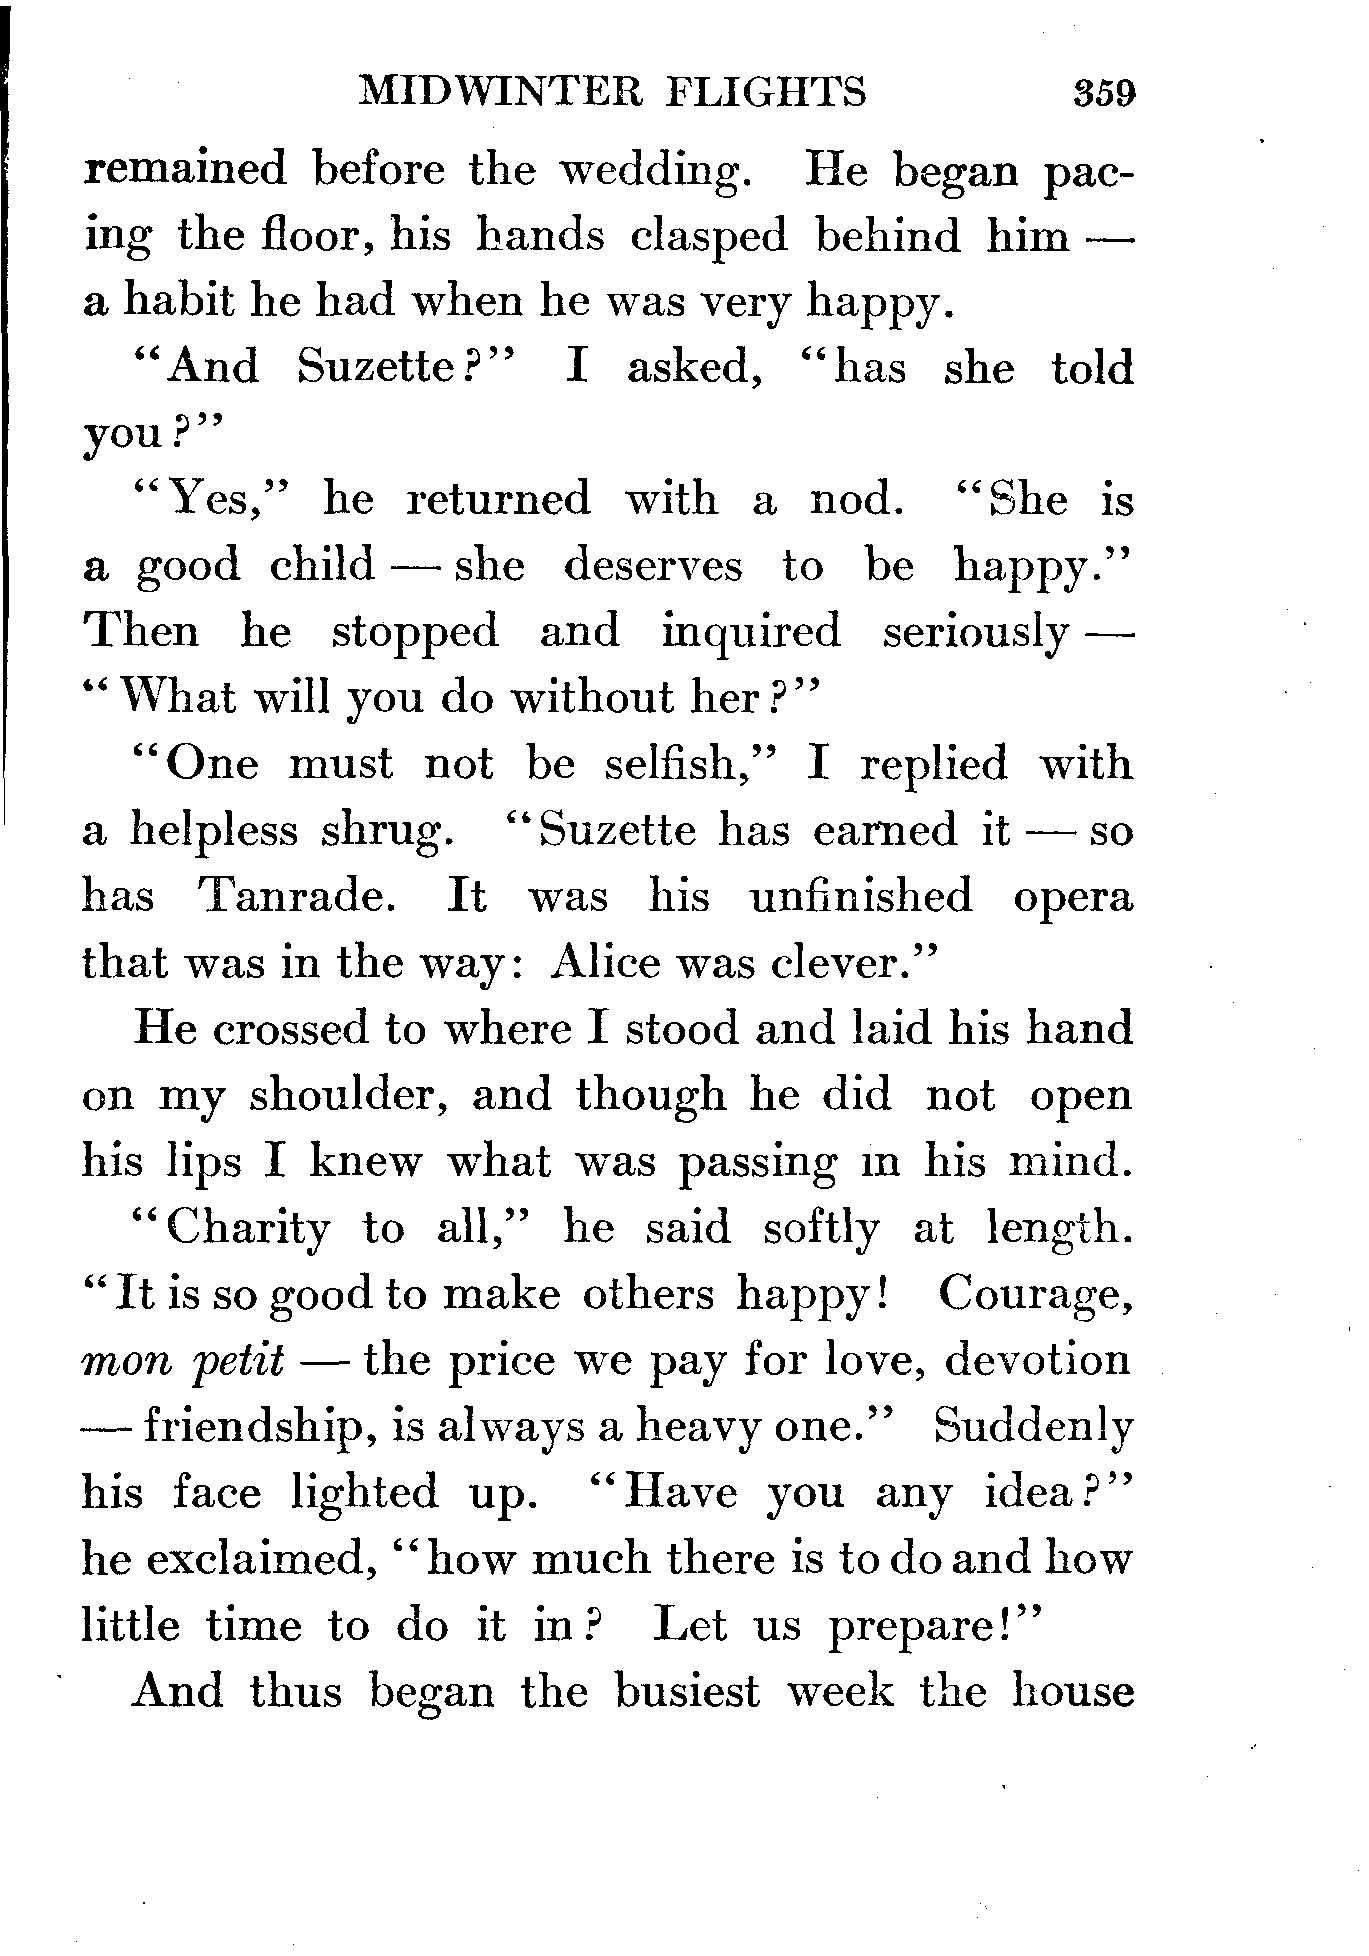 MIDWINTER FLIGHTS 359
remained before the wedding. He began pac-
ing the floor, his hands clasped behind him —
a habit he had when he was very happy.
"And Suzette?" I asked, "has she told
you?"
"Yes," he returned with a nod. "She is
a good child — she deserves to be happy."
Then he stopped and inquired seriously —
"What will you do without her?"
"One must not be selfish," I replied with
a helpless shrug. "Suzette has earned it — so
has Tanrade. It was his unfinished opera
that was in the way: Alice was clever."
He crossed to where I stood and laid his hand
on my shoulder, and though he did not open
his lips I knew what was passing in his mind.
"Charity to all," he said softly at length.
"It is so good to make others happy! Courage,
mon petit — the price we pay for love, devotion
— friendship, is always a heavy one." Suddenly
his face lighted up. "Have you any idea?"
he exclaimed, "how much there is to do and how
little time to do it in? Let us prepare!"
And thus began the busiest week the house